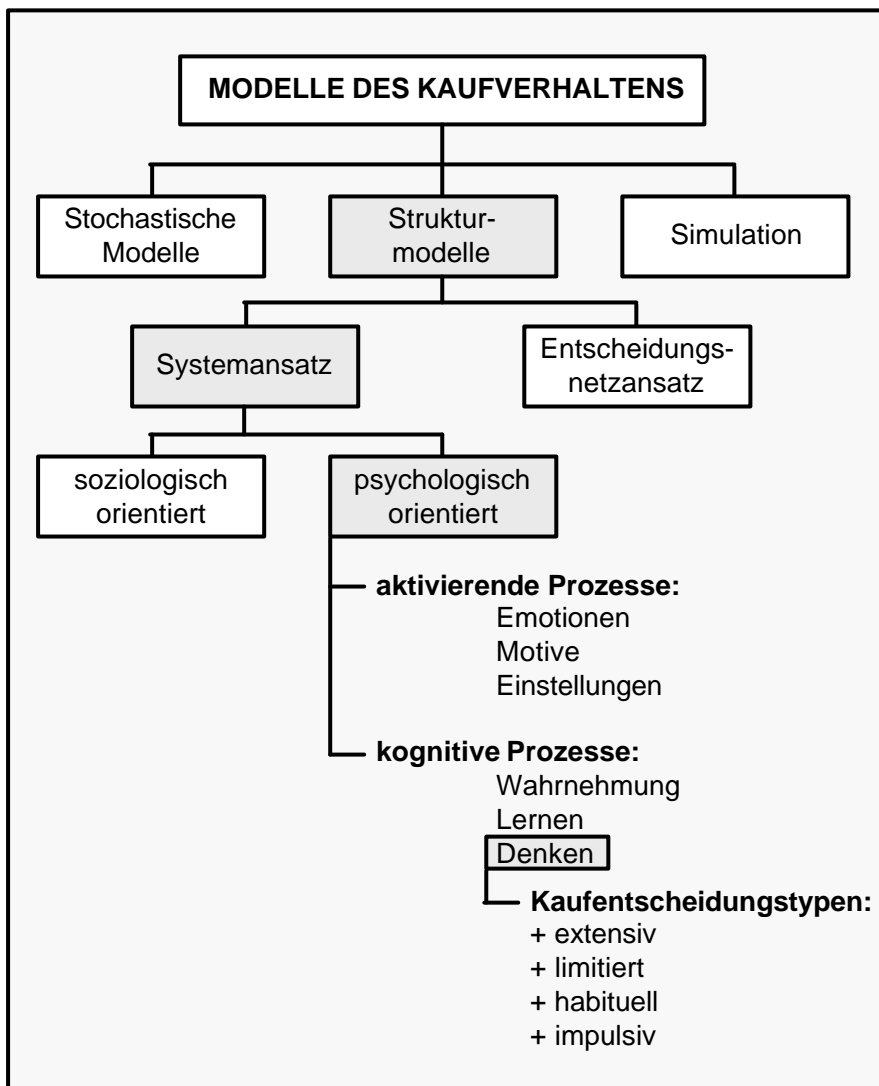 MODELLE DES KAUFVERHALTENS
Stochastische
Modelle
Struktur-
modelle
Simulation
Systemansatz
Entscheidungs-
netzansatz
soziologisch
orientiert
psychologisch
orientiert
aktivierende Prozesse:
Emotionen
Motive
Einstellungen
kognitive Prozesse:
Wahrnehmung
Lernen
Denken
Kaufentscheidungstypen:
+ extensiv
+ limitiert
+ habituell
+ impulsiv